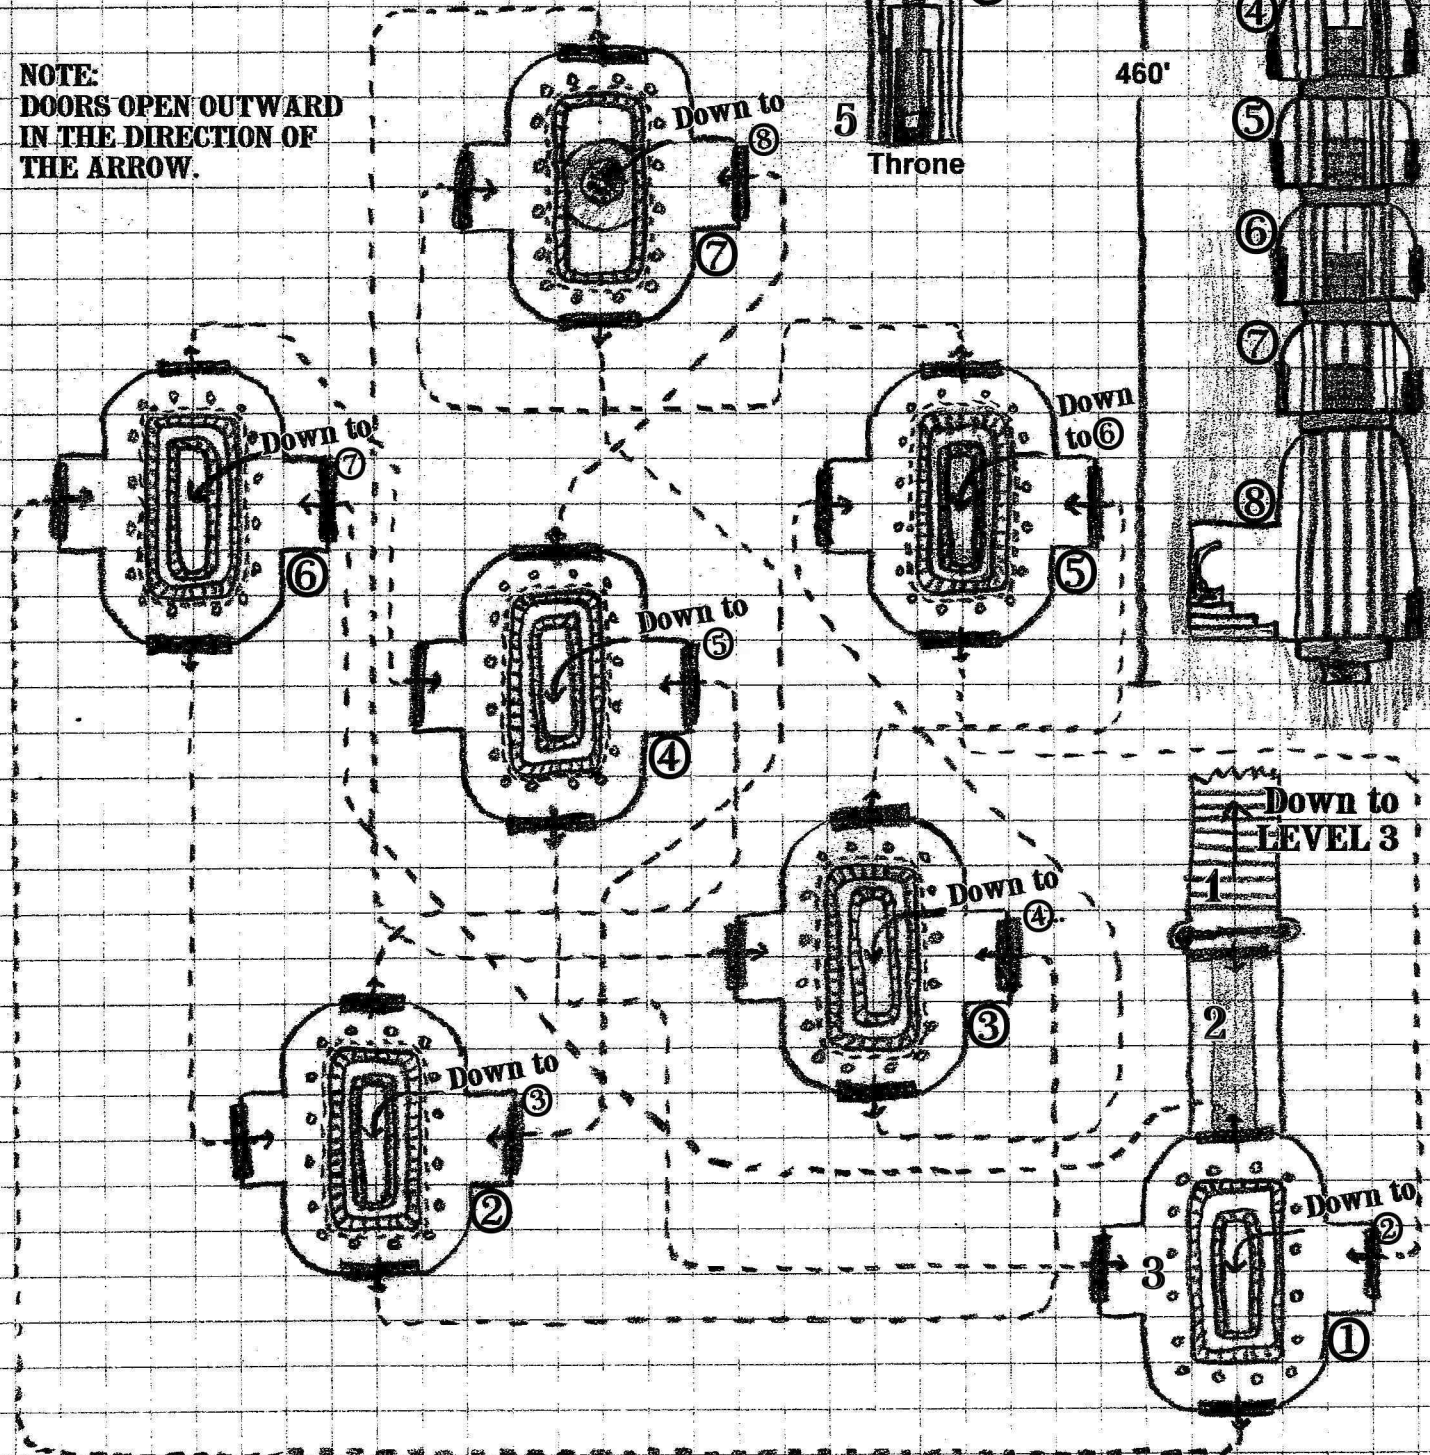 NOTE:
DOORS OPEN OUTWARD
IN THE DIRECTION OF
THE ARROW.
Down to
⑧
⑦
5
Throne
460'
④
⑤
⑥
⑦
⑧
Down to
⑦
⑥
Down
to⑥
⑤
Down to
⑤
④
Down to
LEVEL 3
1
2
Down to
④
③
Down to
③
②
Down to
②
3
①